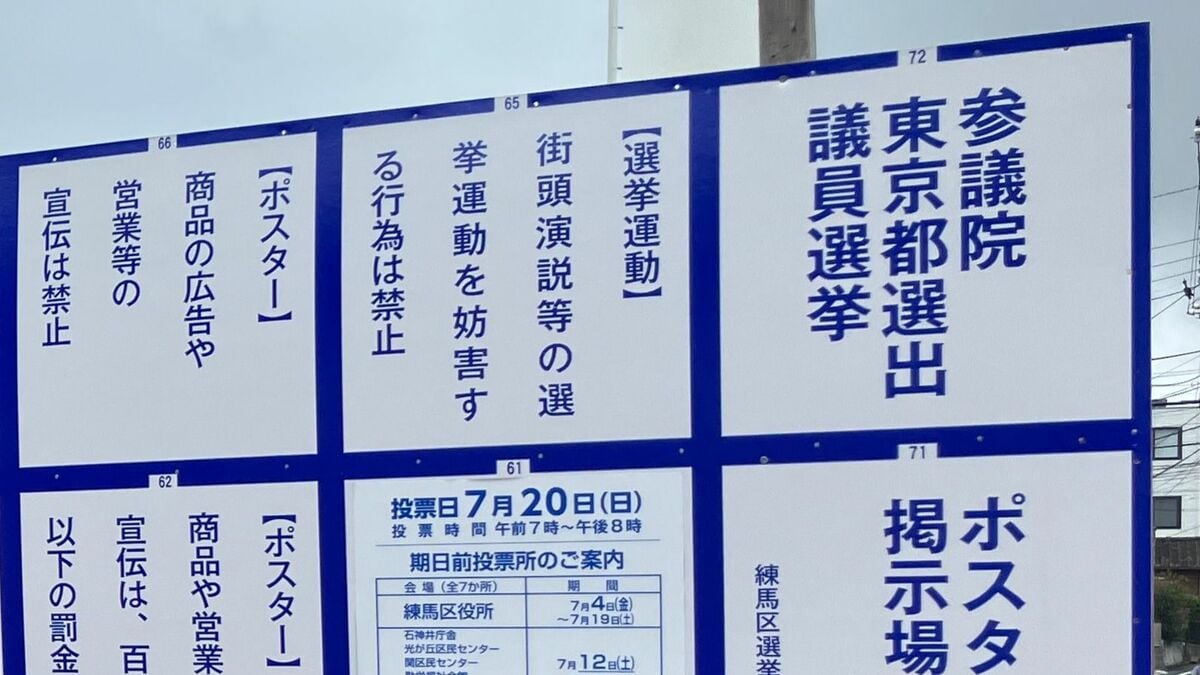 72
参議院
東京都選出
議員選挙
65
【選挙運動】
街頭演説等の選
挙運動を妨害す
る行為は禁止
66
【ポスター】
商品の広告や
営業等の
宣伝は禁止
71
ポスタ
掲示場
練馬区選挙
61
投票日7月20日(日)
投票時間 午前7時～午後8時
期日前投票所のご案内
会場(全7か所) 期間
練馬区役所 7月4日(金)
～7月19日(土)
石神井庁舎
光が丘区民センター
関区民センター
7月12日(土)
62
【ポスター】
商品や営業
宣伝は、百
以下の罰金